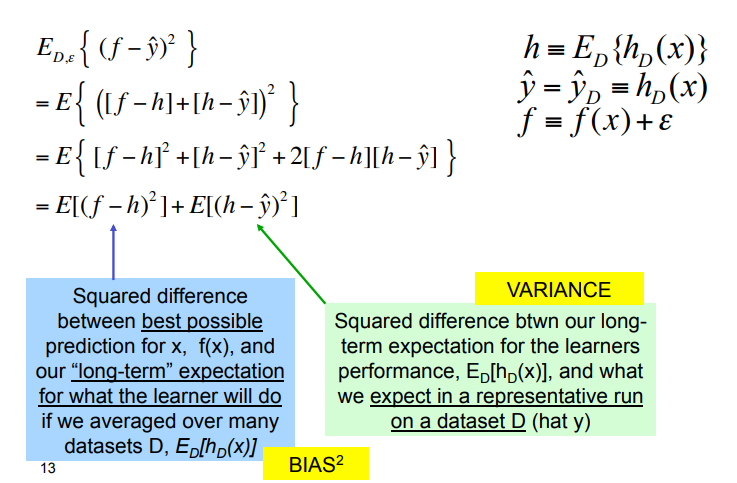 E_{D,ε} { (f − ŷ)² }
= E{ ([f − h]+[h − ŷ])² }
= E{ [f − h]² +[h − ŷ]² +2[f − h][h − ŷ] }
= E[(f − h)² ]+ E[(h − ŷ)² ]
h ≡ E_D{h_D(x)}
ŷ = ŷ_D ≡ h_D(x)
f ≡ f(x)+ ε
Squared difference
between best possible
prediction for x, f(x), and
our “long-term” expectation
for what the learner will do
if we averaged over many
datasets D, E_D[h_D(x)]
BIAS²
VARIANCE
Squared difference btwn our long-
term expectation for the learners
performance, E_D[h_D(x)], and what
we expect in a representative run
on a dataset D (hat y)
13